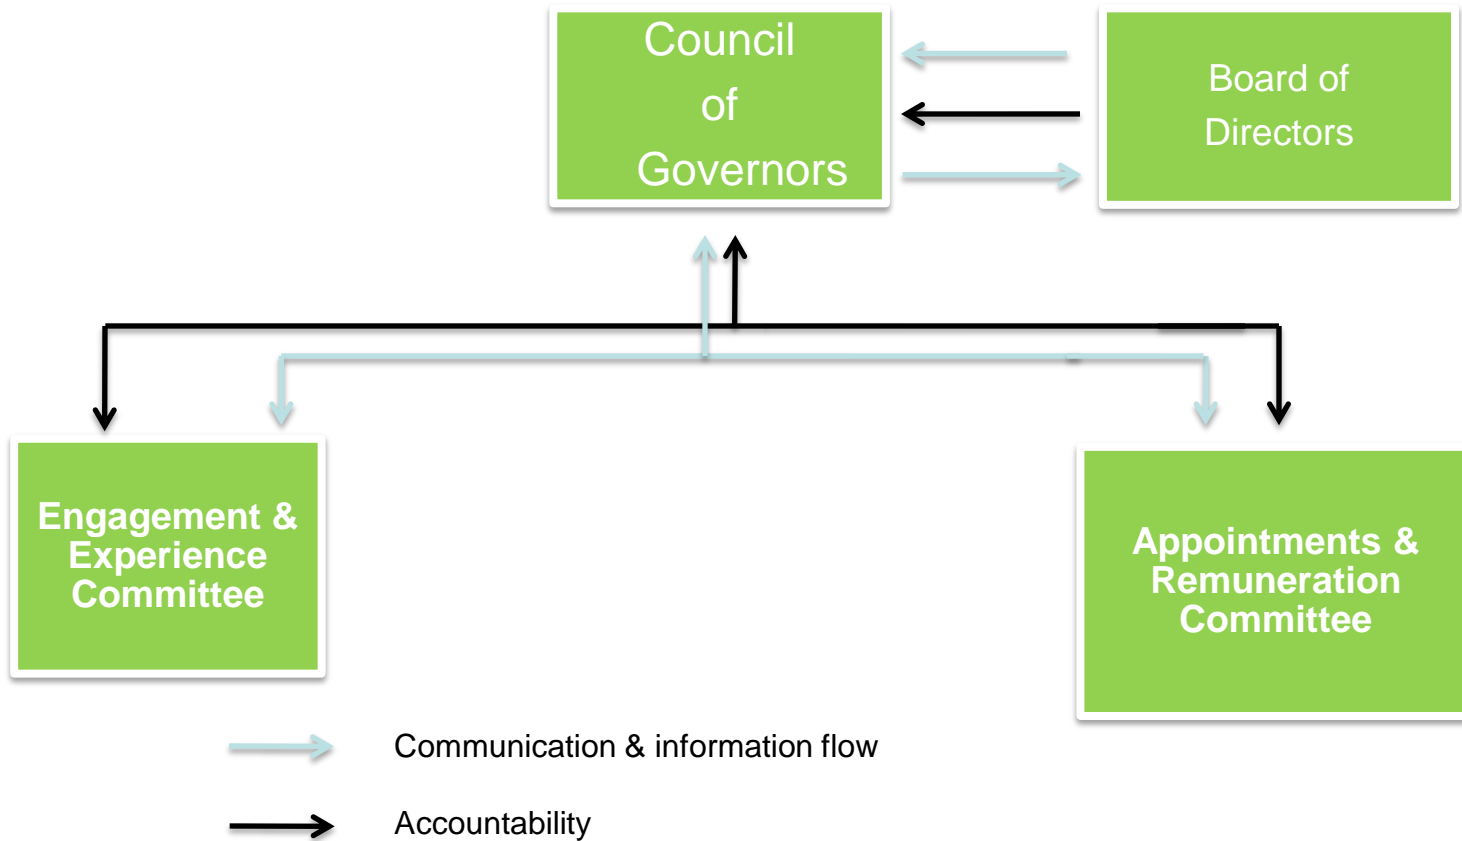 Council
of
Governors
Board of
Directors
Engagement &
Experience
Committee
Appointments &
Remuneration
Committee
Communication & information flow
Accountability